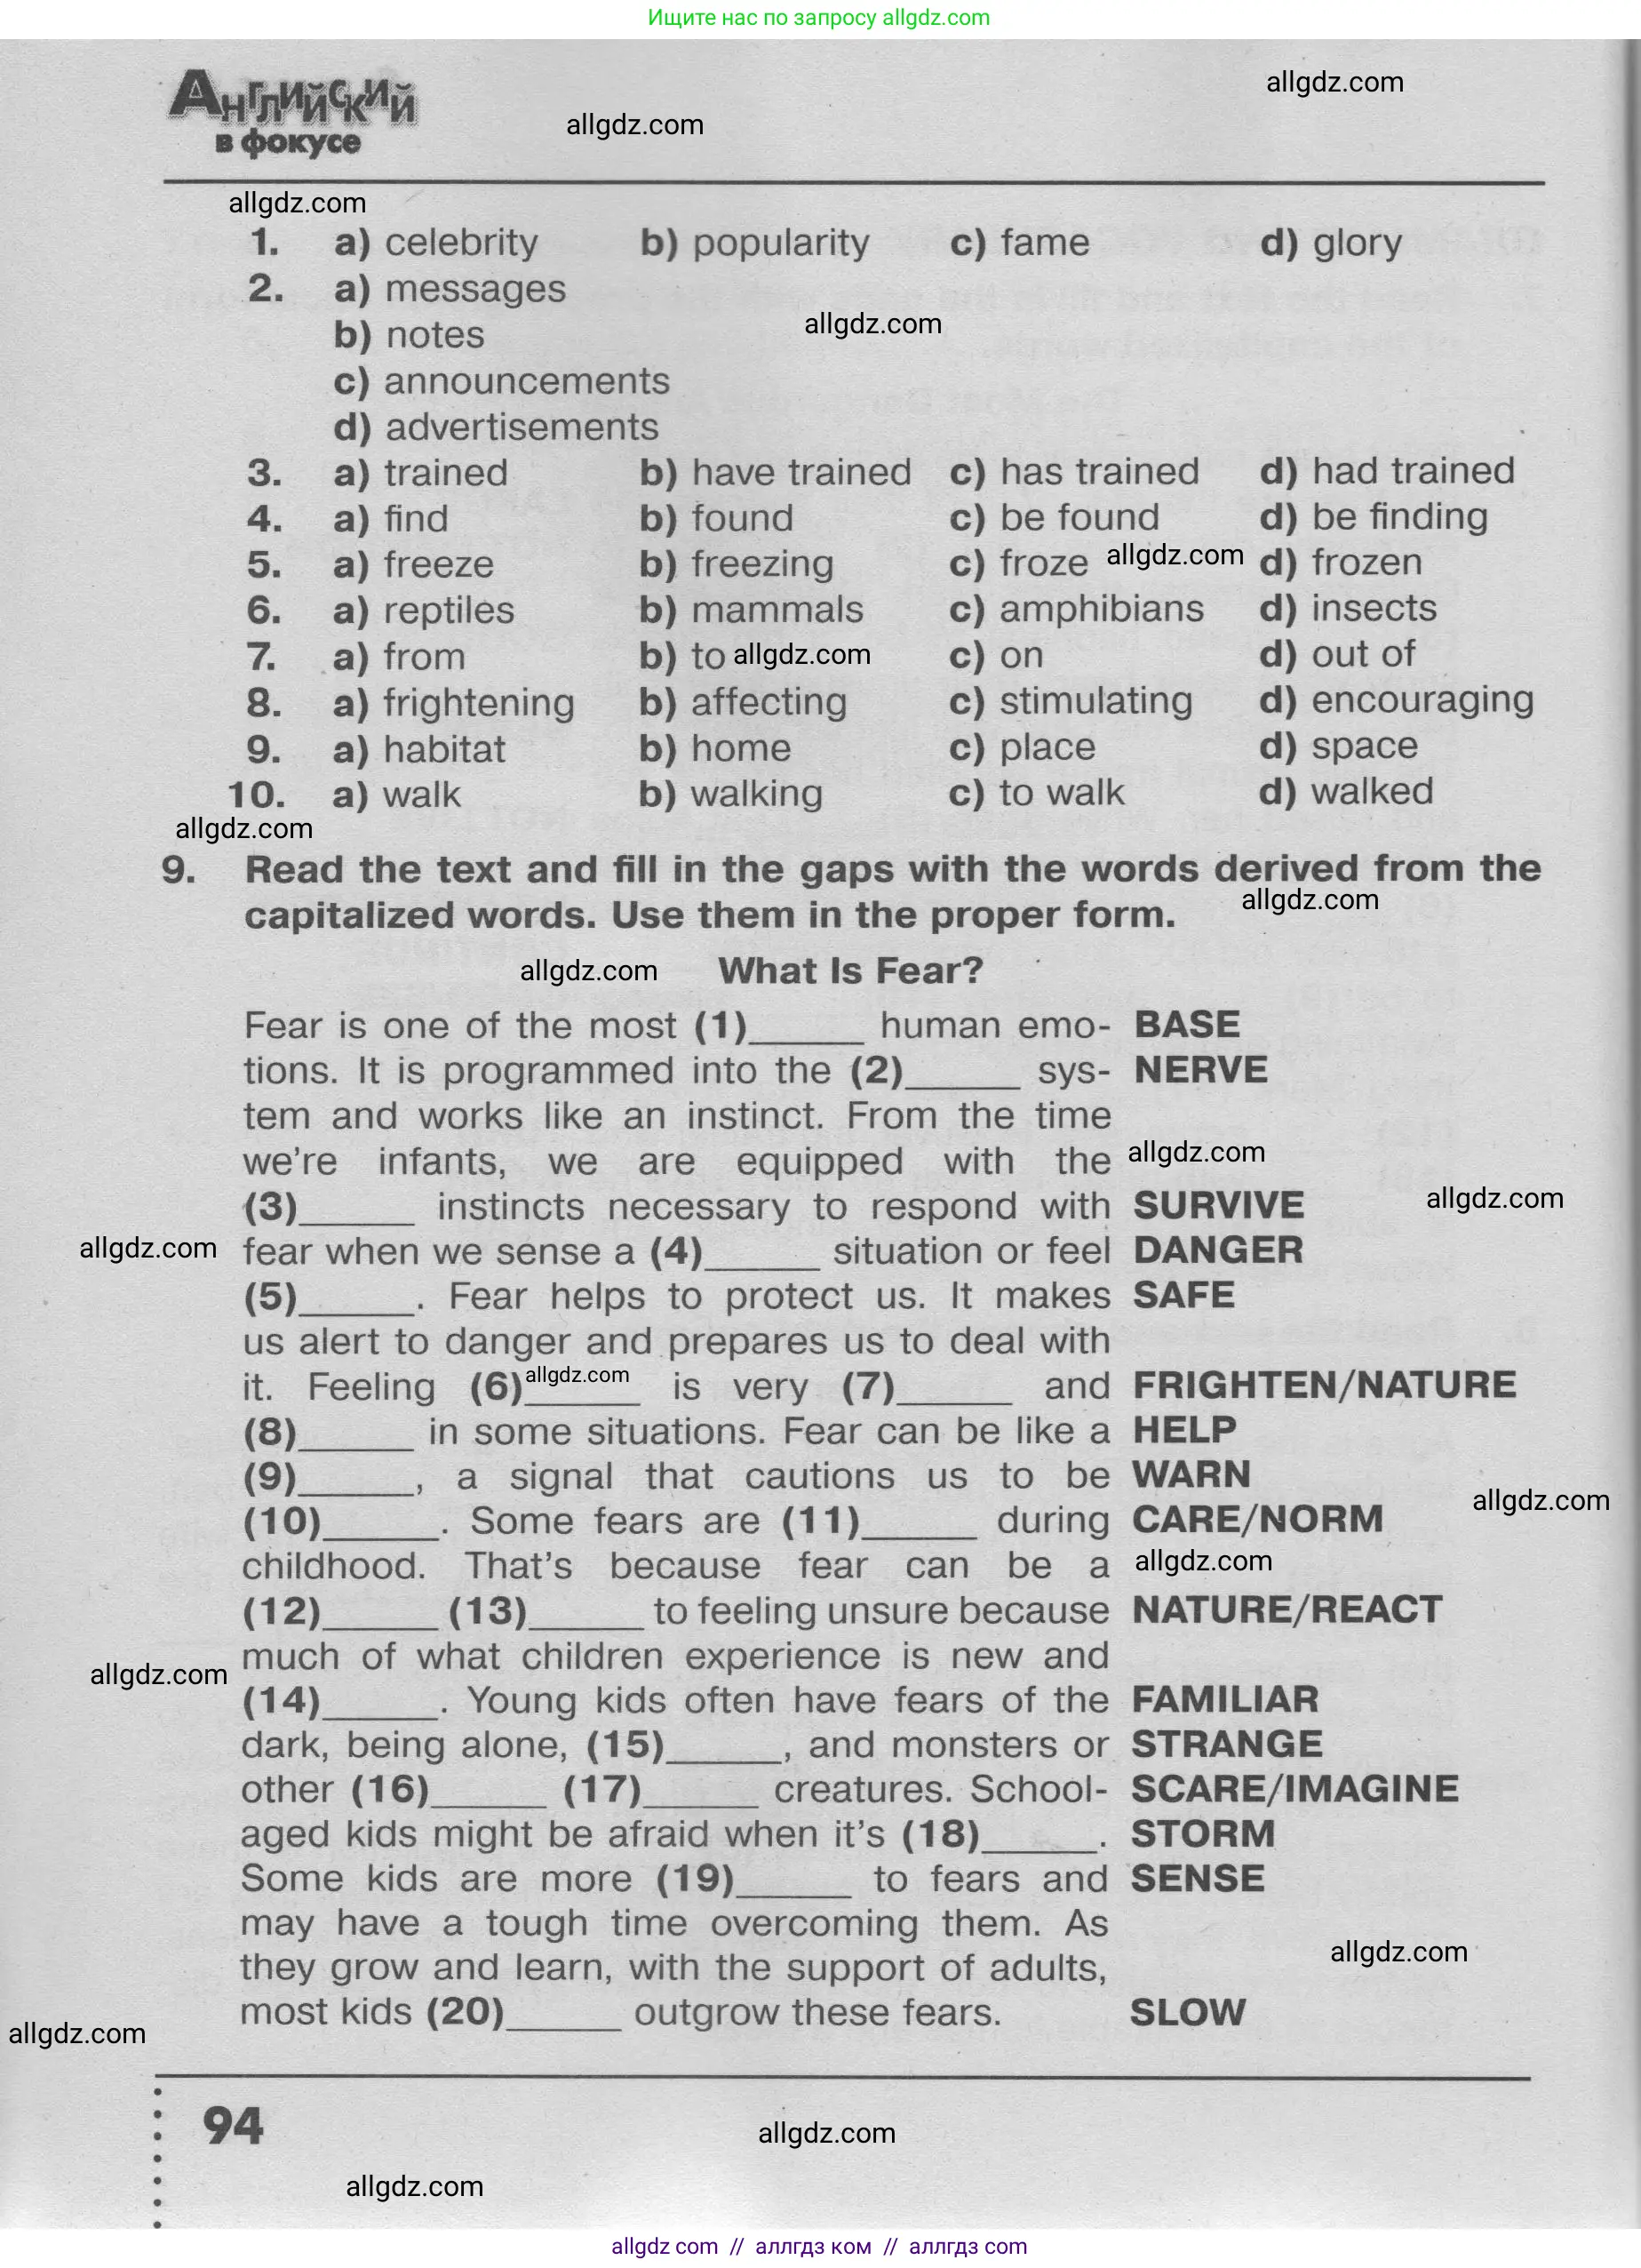 Ищите нас по запросу allgdz.com
Английский
в фокусе
allgdz.com
allgdz.com
allgdz.com
1. a) celebrity b) popularity c) fame d) glory
2. a) messages
b) notes
allgdz.com
c) announcements
d) advertisements
3. a) trained b) have trained c) has trained d) had trained
4. a) find b) found c) be found d) be finding
5. a) freeze b) freezing c) froze allgdz.com d) frozen
6. a) reptiles b) mammals c) amphibians d) insects
7. a) from b) to allgdz.com c) on d) out of
8. a) frightening b) affecting c) stimulating d) encouraging
9. a) habitat b) home c) place d) space
10. a) walk b) walking c) to walk d) walked
allgdz.com
9. Read the text and fill in the gaps with the words derived from the
capitalized words. Use them in the proper form.
allgdz.com
allgdz.com
What Is Fear?
Fear is one of the most (1)_____ human emo- BASE
tions. It is programmed into the (2)_____ sys- NERVE
tem and works like an instinct. From the time
we're infants, we are equipped with the
allgdz.com
(3)_____ instincts necessary to respond with SURVIVE
allgdz.com
allgdz.com
fear when we sense a (4)_____ situation or feel DANGER
(5)_____. Fear helps to protect us. It makes SAFE
us alert to danger and prepares us to deal with
it. Feeling (6)_____ is very (7)_____ and FRIGHTEN/NATURE
allgdz.com
(8)_____ in some situations. Fear can be like a HELP
(9)_____, a signal that cautions us to be WARN
allgdz.com
(10)_____. Some fears are (11)_____ during CARE/NORM
childhood. That's because fear can be a
allgdz.com
(12)_____ (13)_____ to feeling unsure because NATURE/REACT
much of what children experience is new and
allgdz.com
(14)_____. Young kids often have fears of the FAMILIAR
dark, being alone, (15)_____, and monsters or STRANGE
other (16)_____ (17)_____ creatures. School- SCARE/IMAGINE
aged kids might be afraid when it's (18)_____. STORM
Some kids are more (19)_____ to fears and SENSE
may have a tough time overcoming them. As
allgdz.com
they grow and learn, with the support of adults,
most kids (20)_____ outgrow these fears. SLOW
allgdz.com
94
allgdz.com
allgdz.com
allgdz com // аллгдз ком // аллгдз com